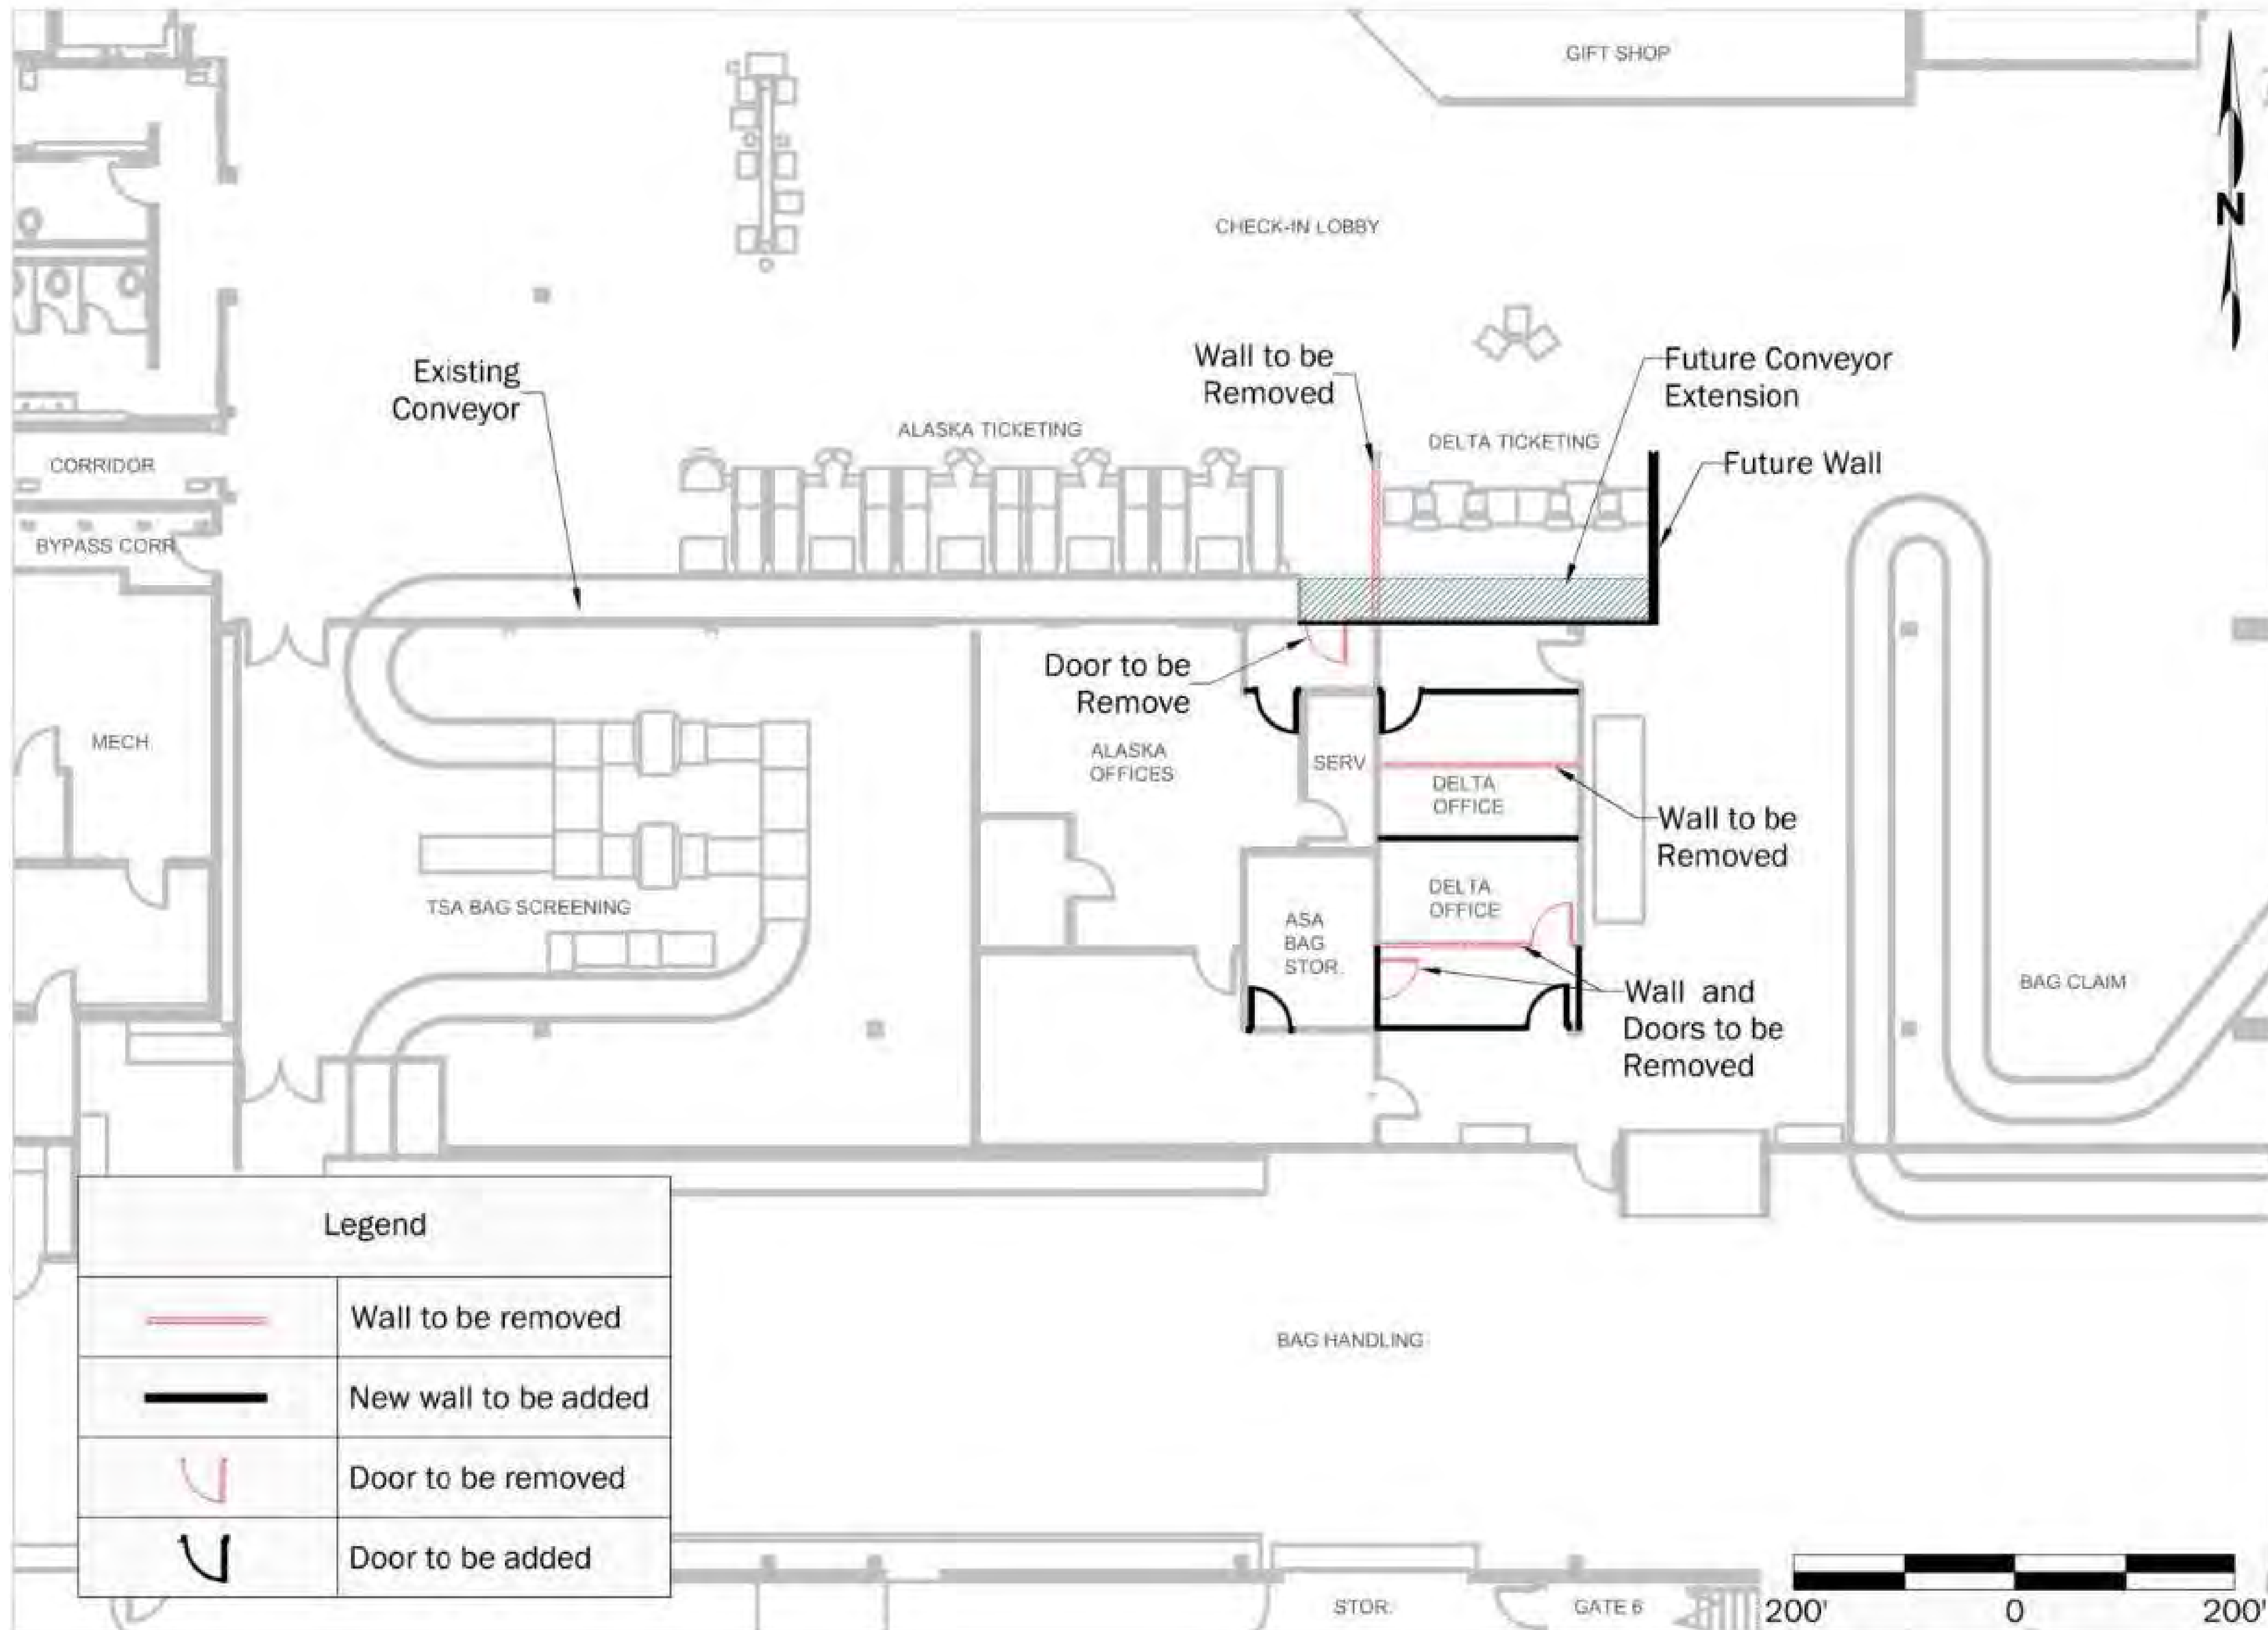 GIFT SHOP
N
CHECK-IN LOBBY
Existing
Conveyor
Wall to be
Removed
Future Conveyor
Extension
ALASKA TICKETING
DELTA TICKETING
Future Wall
CORRIDOR
BYPASS CORR
Door to be
Remove
MECH
ALASKA
OFFICES
SERV
DELTA
OFFICE
Wall to be
Removed
TSA BAG SCREENING
DELTA
OFFICE
ASA
BAG
STOR.
Wall and
Doors to be
Removed
BAG CLAIM
Legend
Wall to be removed
New wall to be added
Door to be removed
Door to be added
BAG HANDLING
STOR.
GATE 6
200' 0 200'